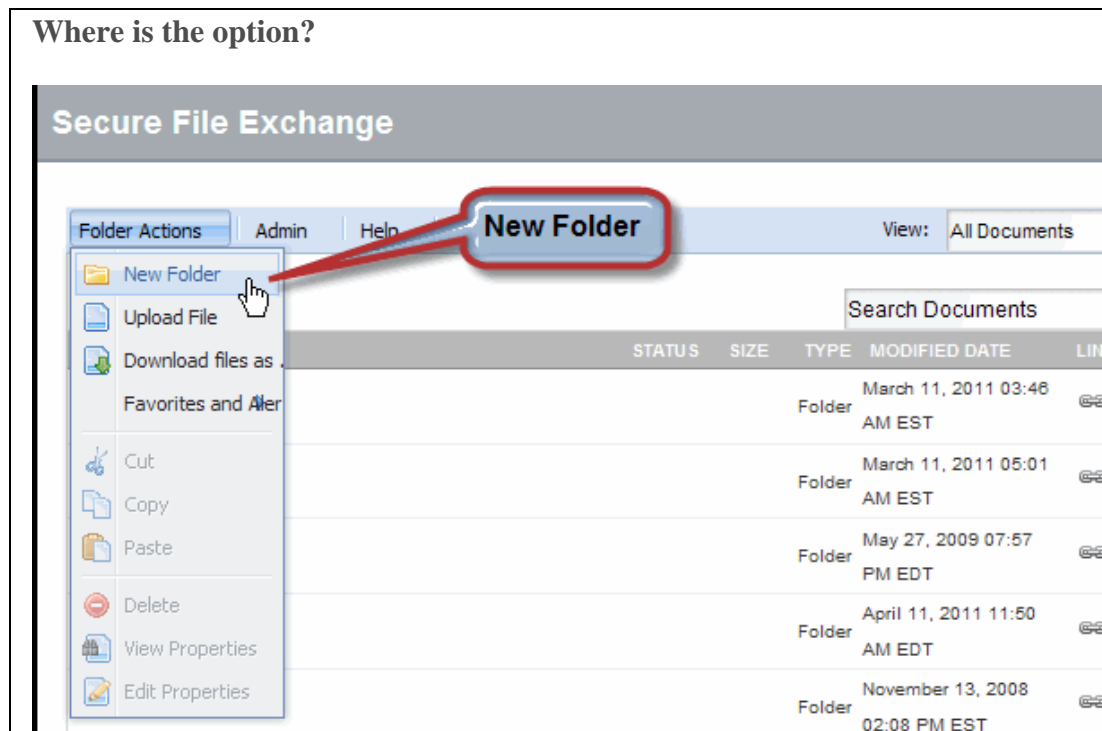 Where is the option?
Secure File Exchange
Folder Actions Admin Help New Folder View: All Documents
New Folder
Upload File
Search Documents
Download files as .
STATUS SIZE TYPE MODIFIED DATE
Favorites and
Folder March 11, 2011 03:46
AM EST
Cut
Folder March 11, 2011 05:01
AM EST
Copy
Paste
Folder May 27, 2009 07:57
PM EDT
Delete
Folder April 11, 2011 11:50
AM EDT
View Properties
Edit Properties
Folder November 13, 2008
02:08 PM EST